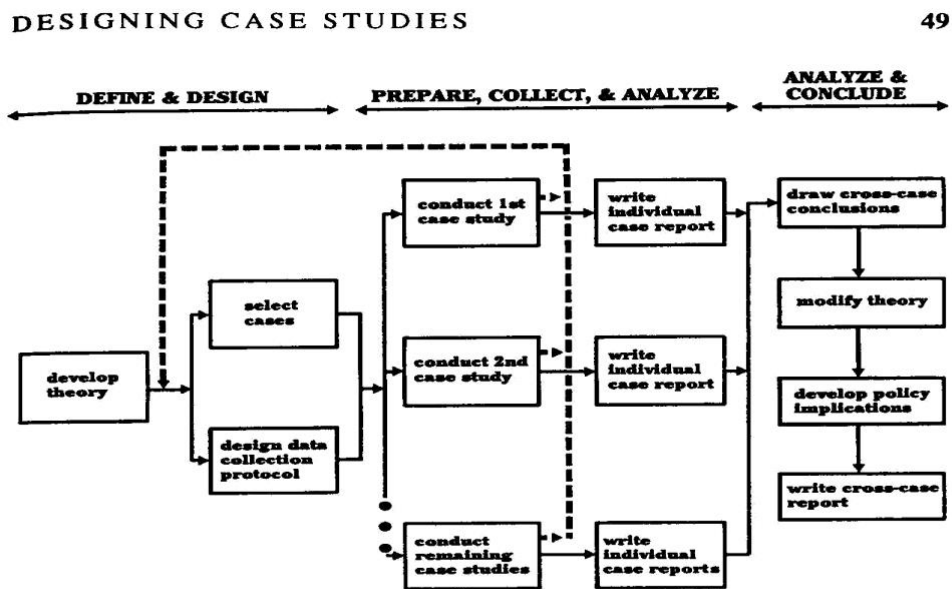 DESIGNING CASE STUDIES
49
DEFINE & DESIGN
PREPARE, COLLECT, & ANALYZE
ANALYZE &
CONCLUDE
develop
theory
select
cases
design data
collection
protocol
conduct 1st
case study
conduct 2nd
case study
conduct
remaining
case studies
write
individual
case report
write
individual
case report
write
individual
case reports
draw cross-case
conclusions
modify theory
develop policy
implications
write cross-case
report